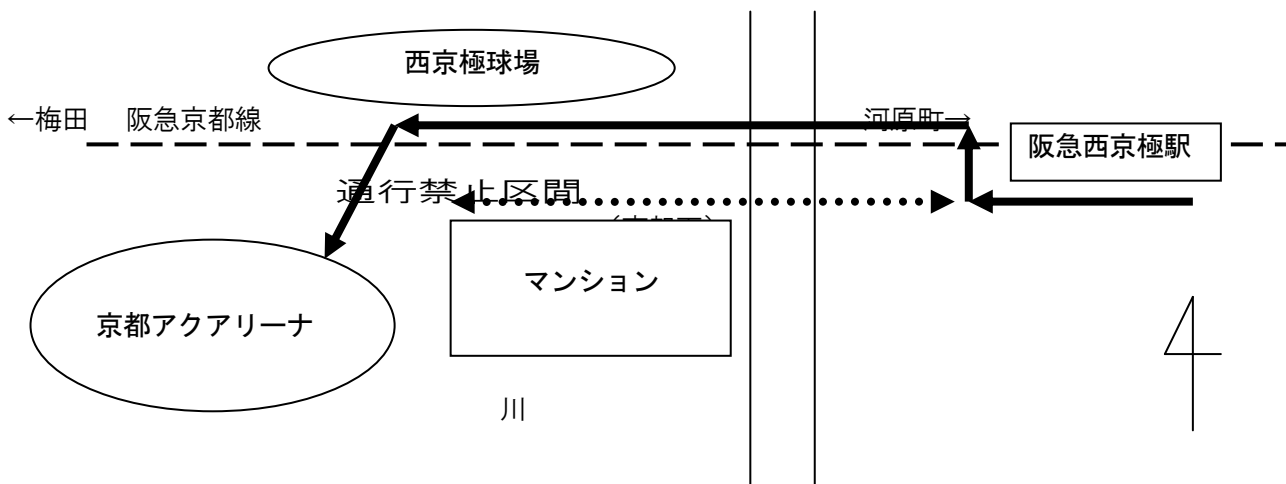 西京極球場
←梅田　阪急京都線
河原町→
阪急西京極駅
通行禁止区間
マンション
京都アクアリーナ
川